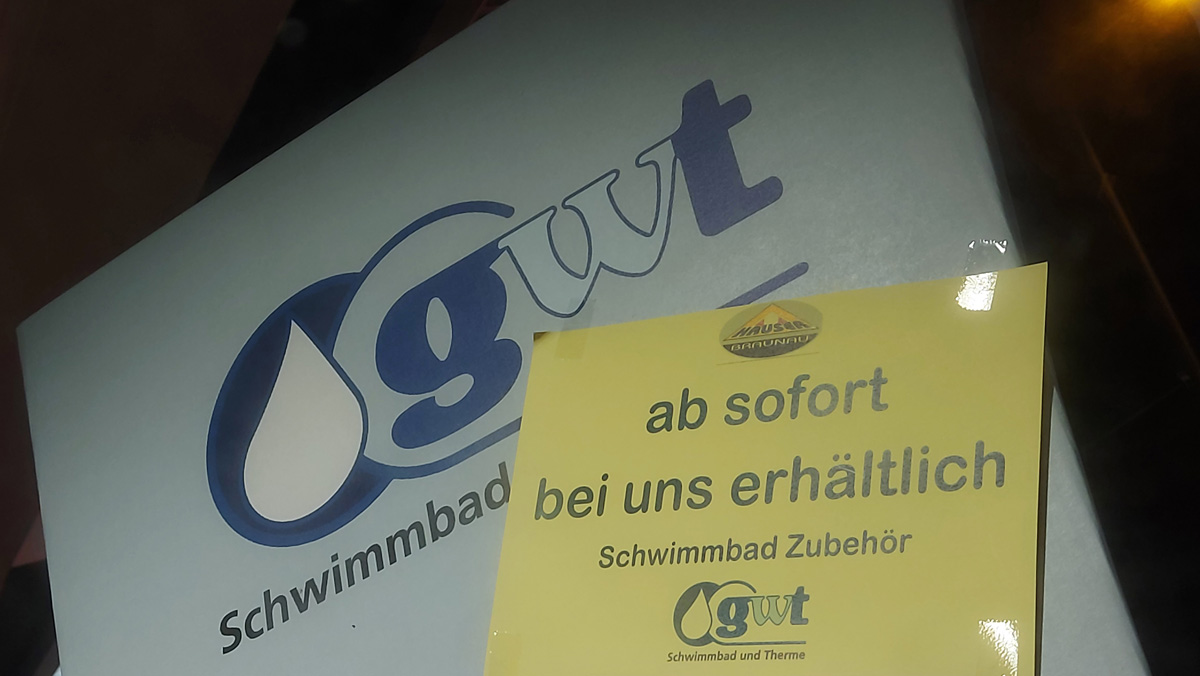 gwt
Schwimmbad
HAUSER
BRAUNAU
ab sofort
bei uns erhältlich
Schwimmbad Zubehör
gwt
Schwimmbad und Therme